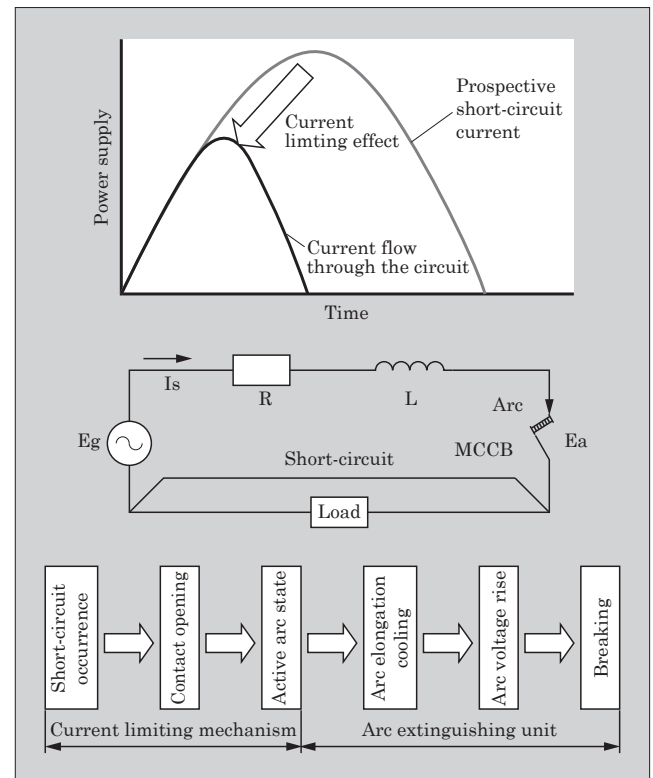 Power supply
Prospective
short-circuit
current
Current
limting effect
Current flow
through the circuit
Time
Is
R
L
Arc
Eg
Ea
MCCB
Short-circuit
Load
Short-circuit
occurrence
Contact opening
Active arc state
Arc elongation
cooling
Arc voltage rise
Breaking
Current limiting mechanism
Arc extinguishing unit